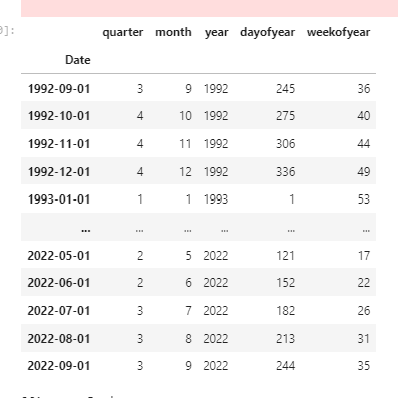 quarter month year dayofyear weekofyear
Date
1992-09-01 3 9 1992 245 36
1992-10-01 4 10 1992 275 40
1992-11-01 4 11 1992 306 44
1992-12-01 4 12 1992 336 49
1993-01-01 1 1 1993 1 53
... ... ... ... ... ...
2022-05-01 2 5 2022 121 17
2022-06-01 2 6 2022 152 22
2022-07-01 3 7 2022 182 26
2022-08-01 3 8 2022 213 31
2022-09-01 3 9 2022 244 35